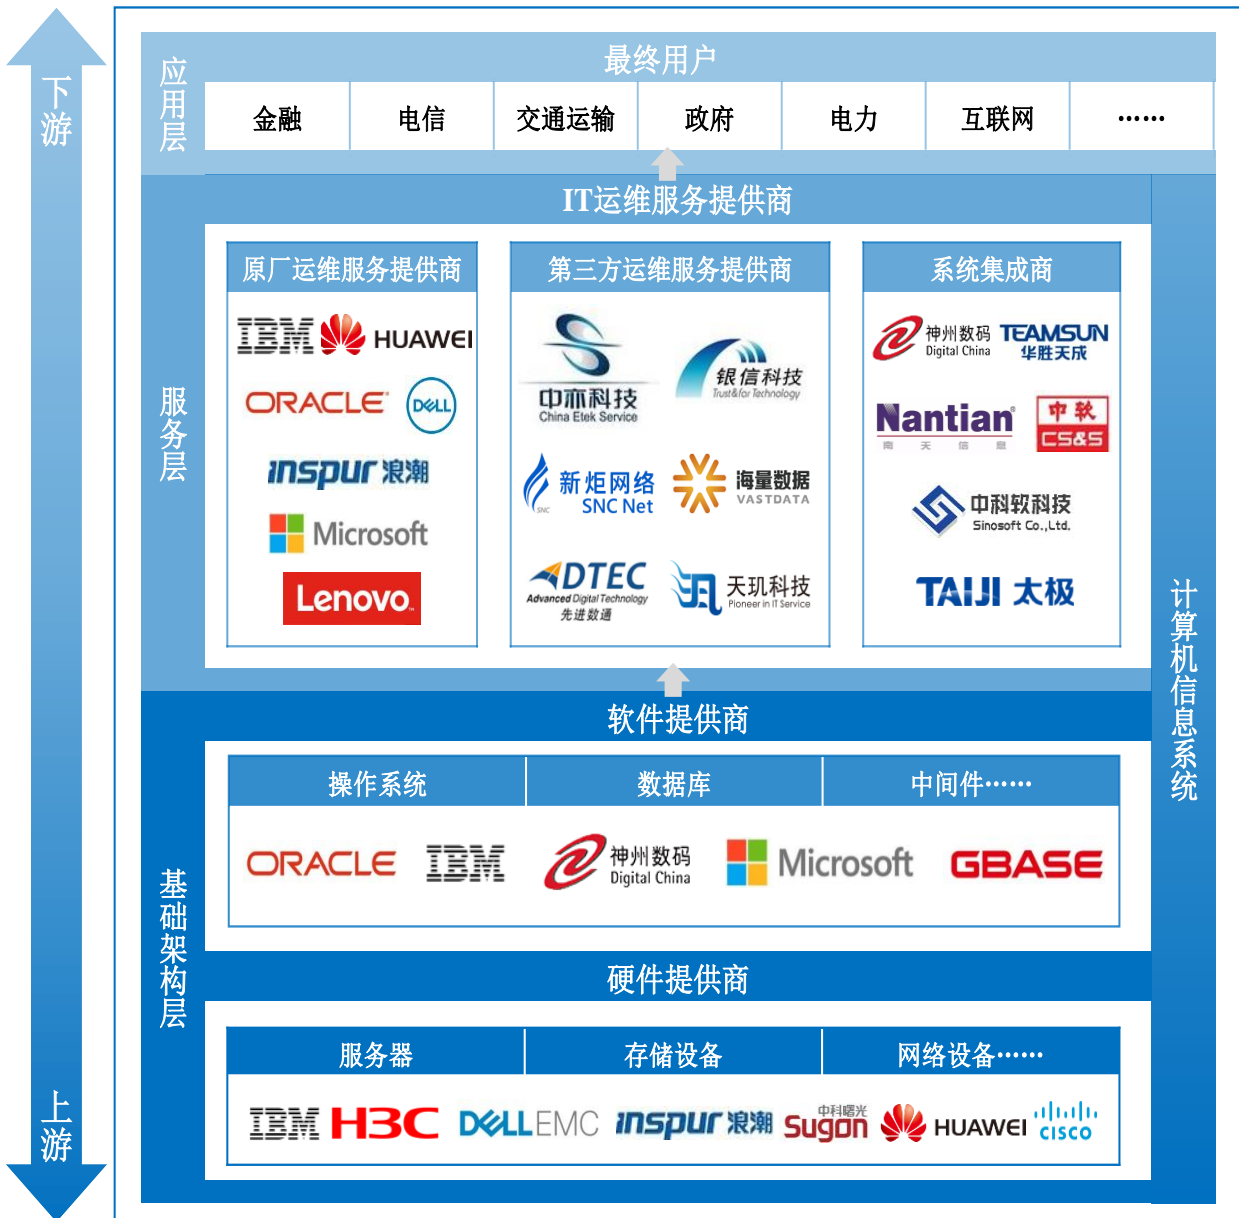 下游
应用层
最终用户
金融
电信
交通运输
政府
电力
互联网
······
服务层
IT运维服务提供商
原厂运维服务提供商
IBM
HUAWEI
ORACLE
DELL
inspur 浪潮
Microsoft
Lenovo
第三方运维服务提供商
中亦科技
China Etek Service
银信科技
Trust&for Technology
新炬网络
SNC Net
SNC
海量数据
VASTDATA
ADTEC
Advanced Digital Technology
先进数通
天玑科技
Pioneer in IT Service
系统集成商
神州数码
Digital China
TEAMSUN
华胜天成
Nantian
南天信息
中软
CS&S
中科软科技
Sinosoft Co.,Ltd.
TAIJI 太极
计算机信息系统
基础架构层
软件提供商
操作系统
数据库
中间件······
ORACLE
IBM
神州数码
Digital China
Microsoft
GBASE
硬件提供商
服务器
存储设备
网络设备······
IBM
H3C
DELLEMC
inspur 浪潮
中科曙光
Sugon
HUAWEI
CISCO
上游